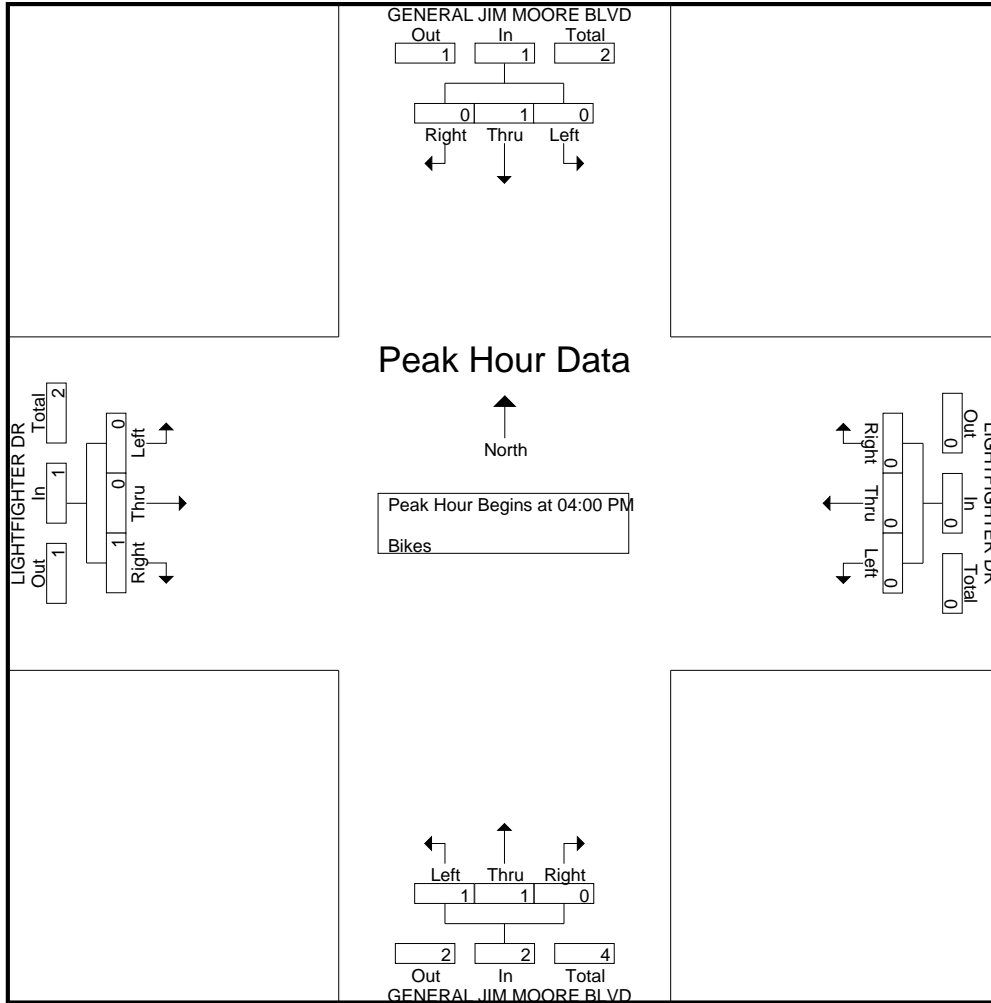 GENERAL JIM MOORE BLVD
Out In Total
1 1 2
0 1 0
Right Thru Left
Peak Hour Data
North
Peak Hour Begins at 04:00 PM
Bikes
LIGHTFIGHTER DR
Out In Total
1 1 2
1 0 0
Right Thru Left
LIGHTFIGHTER DR
Out In Total
0 0 0
0 0 0
Right Thru Left
Left Thru Right
1 1 0
2 2 4
Out In Total
GENERAL JIM MOORE BLVD